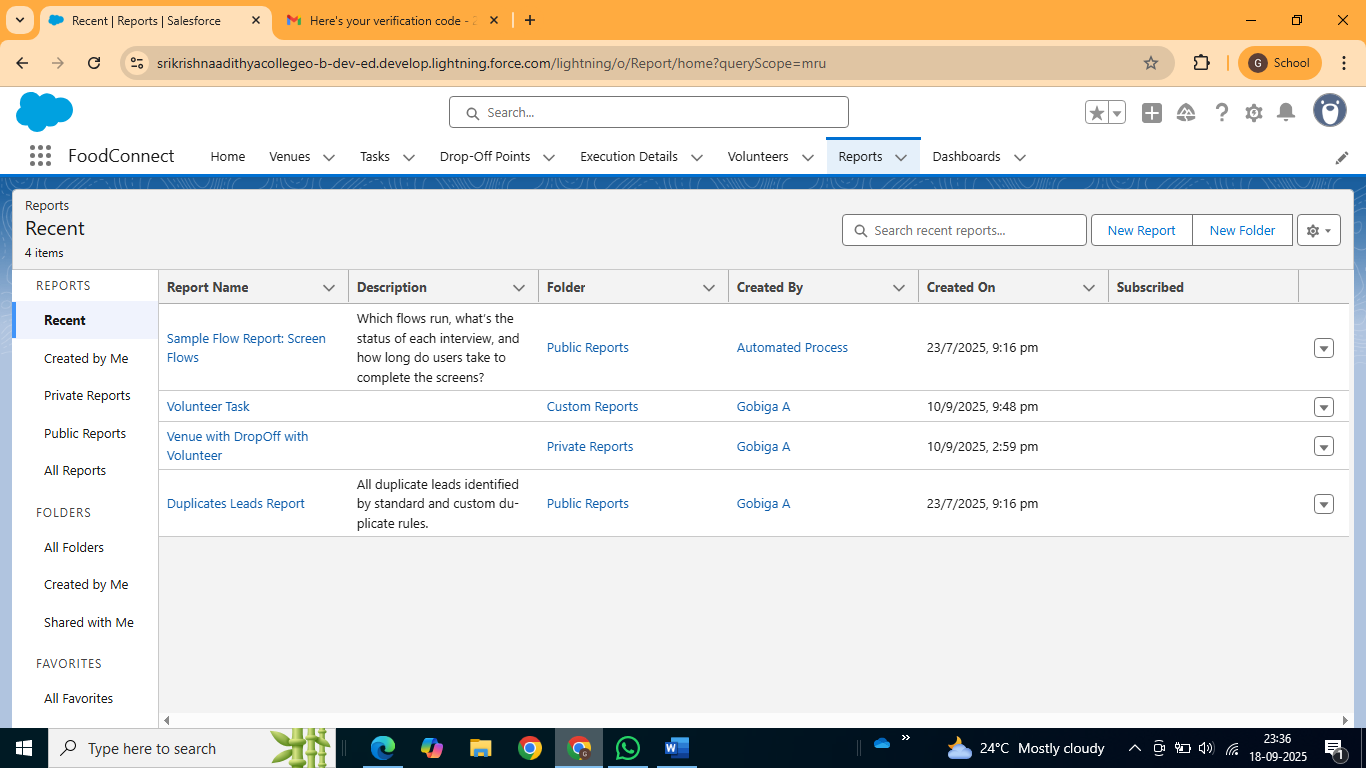 Recent | Reports | Salesforce
Here's your verification code -
srikrishnaadithyacollegeo-b-dev-ed.develop.lightning.force.com/lightning/o/Report/home?queryScope=mru
G School
Search...
FoodConnect Home Venues Tasks Drop-Off Points Execution Details Volunteers Reports Dashboards
Reports
Recent
4 items
Search recent reports...
New Report New Folder
REPORTS
Recent
Created by Me
Private Reports
Public Reports
All Reports
FOLDERS
All Folders
Created by Me
Shared with Me
FAVORITES
All Favorites
Report Name Description Folder Created By Created On Subscribed
Sample Flow Report: Screen
Flows
Which flows run, what's the
status of each interview, and
how long do users take to
complete the screens?
Public Reports Automated Process 23/7/2025, 9:16 pm
Volunteer Task Custom Reports Gobiga A 10/9/2025, 9:48 pm
Venue with DropOff with
Volunteer
Private Reports Gobiga A 10/9/2025, 2:59 pm
Duplicates Leads Report
All duplicate leads identified
by standard and custom du-
plicate rules.
Public Reports Gobiga A 23/7/2025, 9:16 pm
Type here to search
24°C Mostly cloudy
23:36
18-09-2025
1